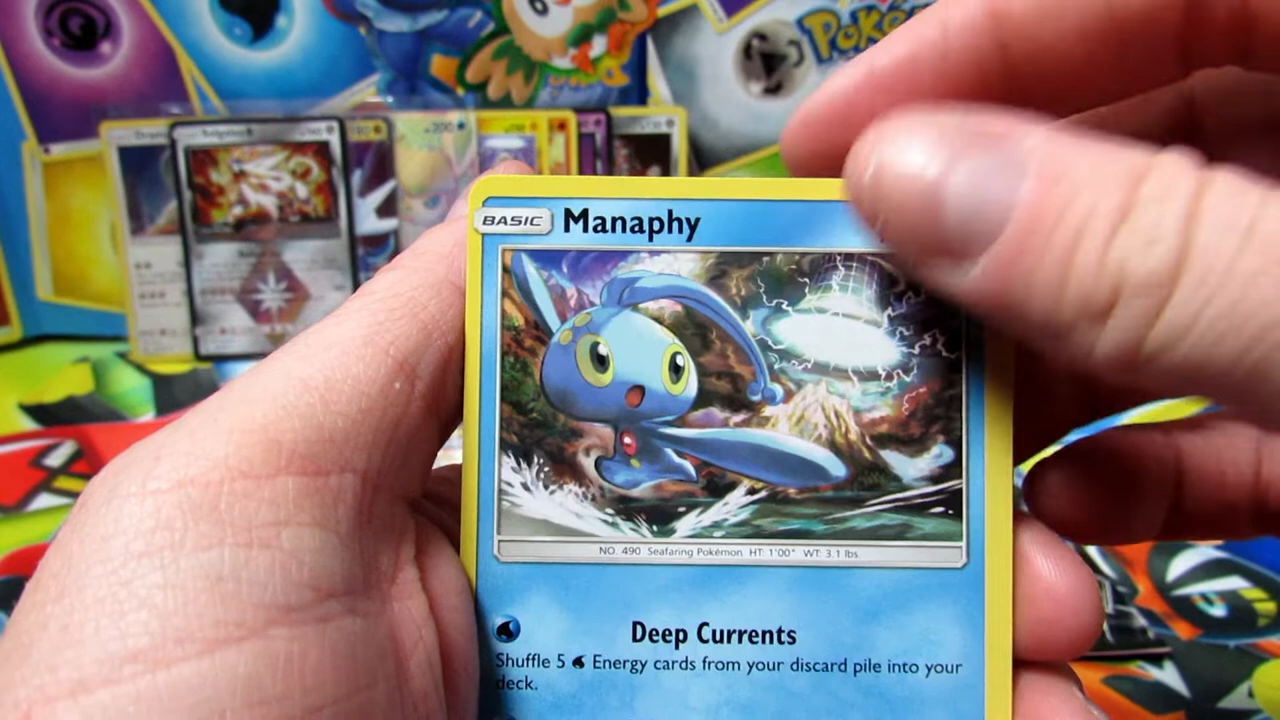 Poké
200
BASIC Manaphy
NO. 490 Seafaring Pokémon HT: 1'00" WT: 3.1 lbs.
Deep Currents
Shuffle 5 Energy cards from your discard pile into your
deck.